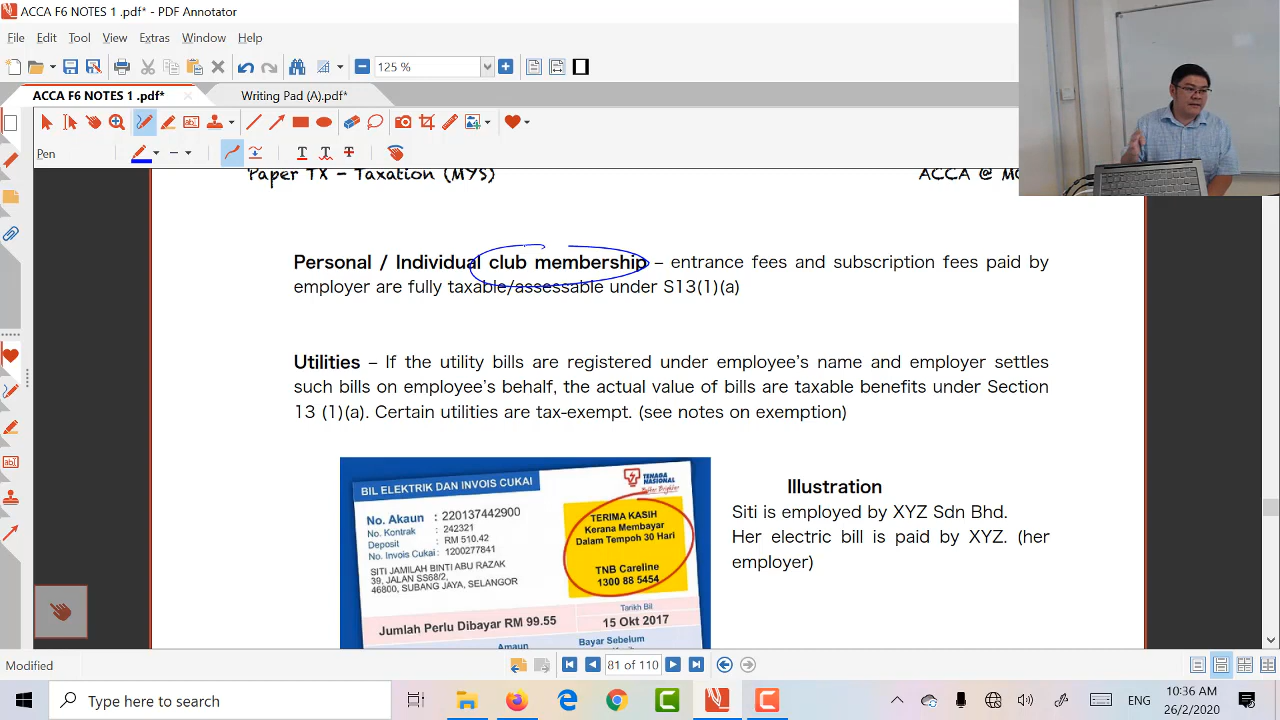 ACCA F6 NOTES 1 .pdf* - PDF Annotator
File Edit Tool View Extras Window Help
125 %
ACCA F6 NOTES 1 .pdf* Writing Pad (A).pdf*
Pen
Paper TX - Taxation (MYS) ACCA @
Personal / Individual club membership – entrance fees and subscription fees paid by
employer are fully taxable/assessable under S13(1)(a)
Utilities – If the utility bills are registered under employee's name and employer settles
such bills on employee's behalf, the actual value of bills are taxable benefits under Section
13 (1)(a). Certain utilities are tax-exempt. (see notes on exemption)
BIL ELEKTRIK DAN INVOIS CUKAI
TENAGA
NASIONAL
Better. Brighter.
No. Akaun : 220137442900
No. Kontrak : 242321
Deposit : RM 510.42
No. Invois Cukai : 1200277841
SITI JAMILAH BINTI ABU RAZAK
39, JALAN SS68/2,
46800, SUBANG JAYA, SELANGOR
TERIMA KASIH
Kerana Membayar
Dalam Tempoh 30 Hari
TNB Careline
1300 88 5454
Jumlah Perlu Dibayar RM 99.55
Tarikh Bil
15 Okt 2017
Amaun
Bayar Sebelum
Illustration
Siti is employed by XYZ Sdn Bhd.
Her electric bill is paid by XYZ. (her
employer)
Modified
81 of 110
Type here to search
ENG
10:36 AM
26/2/2020